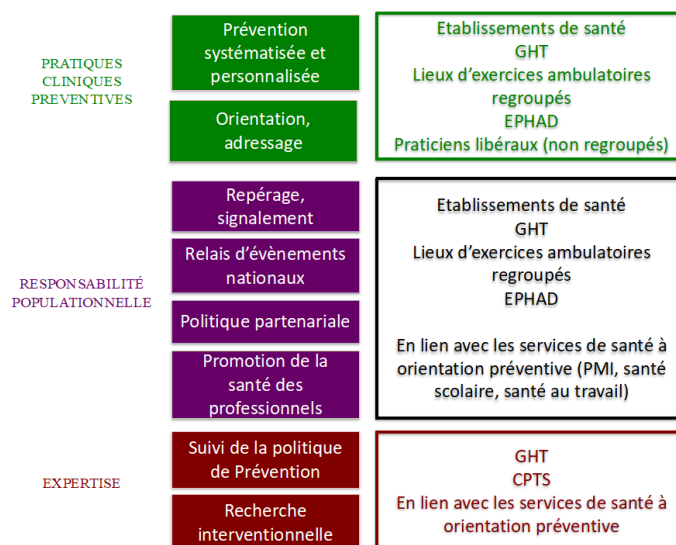 PRATIQUES
CLINIQUES
PREVENTIVES
Prévention
systématisée et
personnalisée
Orientation,
adressage
Etablissements de santé
GHT
Lieux d’exercices ambulatoires
regroupés
EPHAD
Praticiens libéraux (non regroupés)
RESPONSABILITÉ
POPULATIONNELLE
Repérage,
signalement
Relais d’évènements
nationaux
Politique partenariale
Promotion de la
santé des
professionnels
Etablissements de santé
GHT
Lieux d’exercices ambulatoires
regroupés
EPHAD
En lien avec les services de santé à
orientation préventive (PMI, santé
scolaire, santé au travail)
EXPERTISE
Suivi de la politique
de Prévention
Recherche
interventionnelle
GHT
CPTS
En lien avec les services de santé à
orientation préventive